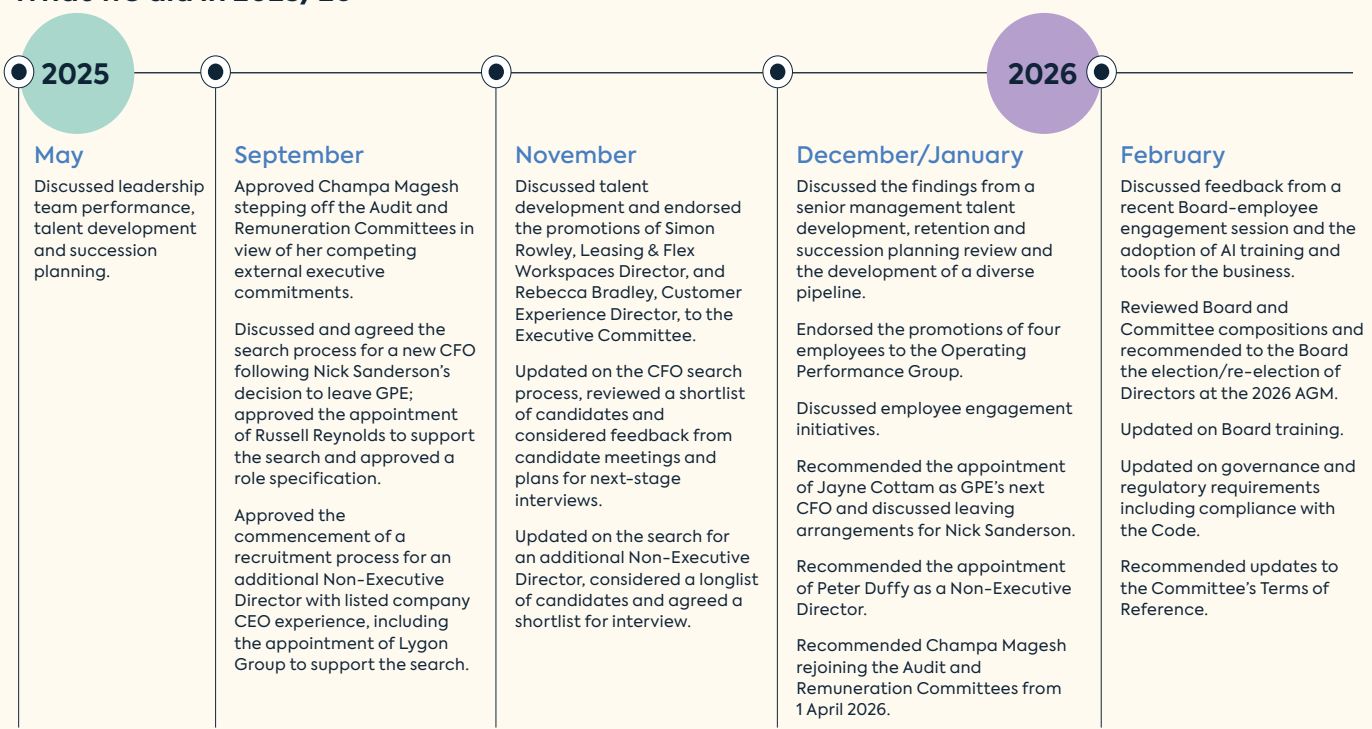 2025
2026
May
Discussed leadership
team performance,
talent development
and succession
planning.
September
Approved Champa Magesh
stepping off the Audit and
Remuneration Committees in
view of her competing
external executive
commitments.
Discussed and agreed the
search process for a new CFO
following Nick Sanderson’s
decision to leave GPE;
approved the appointment
of Russell Reynolds to support
the search and approved a
role specification.
Approved the
commencement of a
recruitment process for an
additional Non-Executive
Director with listed company
CEO experience, including
the appointment of Lygon
Group to support the search.
November
Discussed talent
development and endorsed
the promotions of Simon
Rowley, Leasing & Flex
Workspaces Director, and
Rebecca Bradley, Customer
Experience Director, to the
Executive Committee.
Updated on the CFO search
process, reviewed a shortlist
of candidates and
considered feedback from
candidate meetings and
plans for next-stage
interviews.
Updated on the search for
an additional Non-Executive
Director, considered a longlist
of candidates and agreed a
shortlist for interview.
December/January
Discussed the findings from a
senior management talent
development, retention and
succession planning review and
the development of a diverse
pipeline.
Endorsed the promotions of four
employees to the Operating
Performance Group.
Discussed employee engagement
initiatives.
Recommended the appointment
of Jayne Cottam as GPE’s next
CFO and discussed leaving
arrangements for Nick Sanderson.
Recommended the appointment
of Peter Duffy as a Non-Executive
Director.
Recommended Champa Magesh
rejoining the Audit and
Remuneration Committees from
1 April 2026.
February
Discussed feedback from a
recent Board-employee
engagement session and the
adoption of AI training and
tools for the business.
Reviewed Board and
Committee compositions and
recommended to the Board
the election/re-election of
Directors at the 2026 AGM.
Updated on Board training.
Updated on governance and
regulatory requirements
including compliance with
the Code.
Recommended updates to
the Committee’s Terms of
Reference.